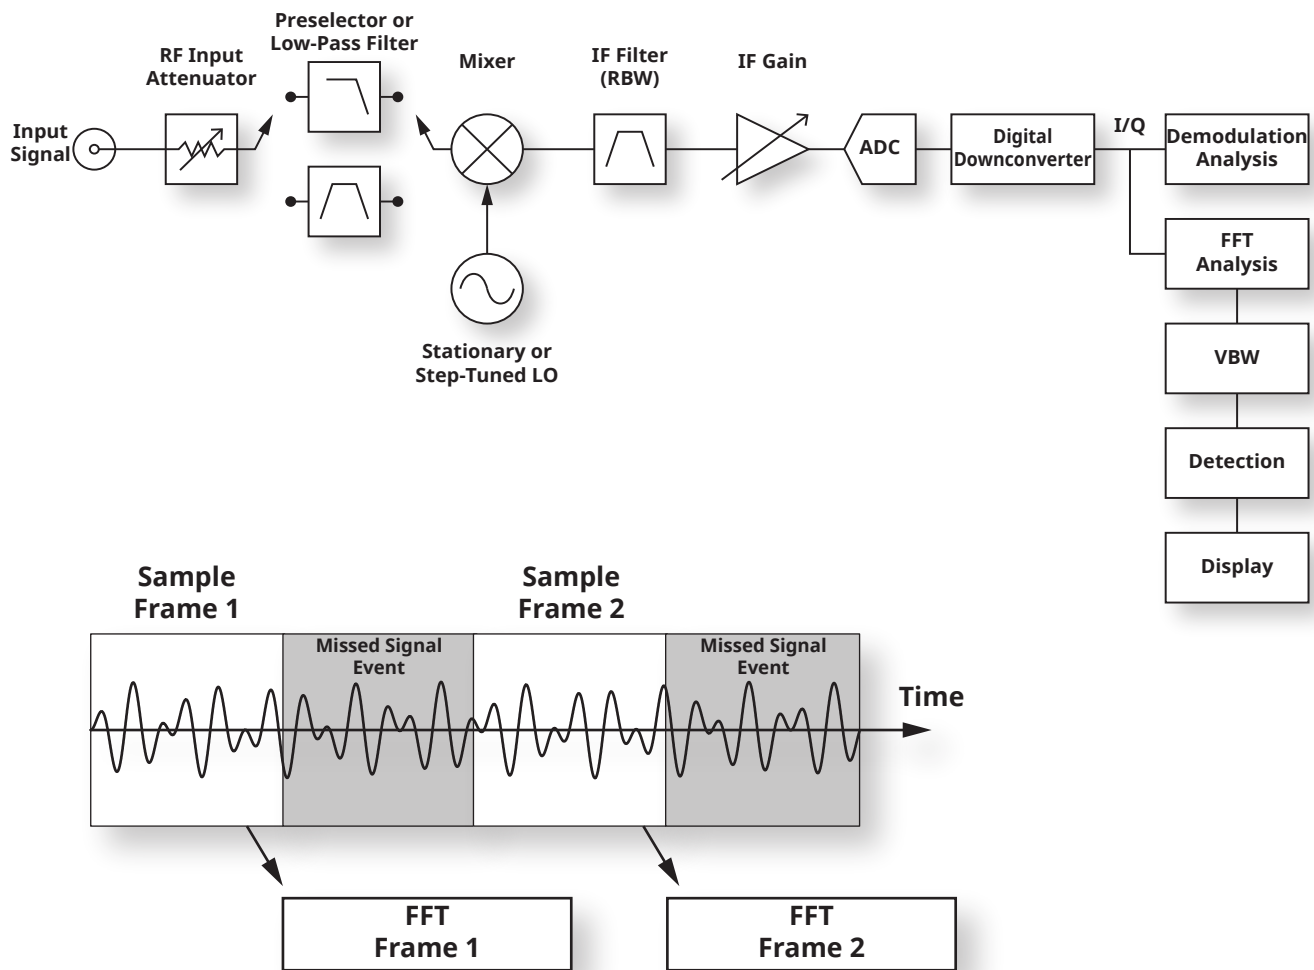 Preselector or
Low-Pass Filter
RF Input
Attenuator
Mixer
IF Filter
(RBW)
IF Gain
Input
Signal
ADC
Digital
Downconverter
I/Q
Demodulation
Analysis
FFT
Analysis
Stationary or
Step-Tuned LO
VBW
Detection
Display
Sample
Frame 1
Sample
Frame 2
Missed Signal
Event
Missed Signal
Event
Time
FFT
Frame 1
FFT
Frame 2